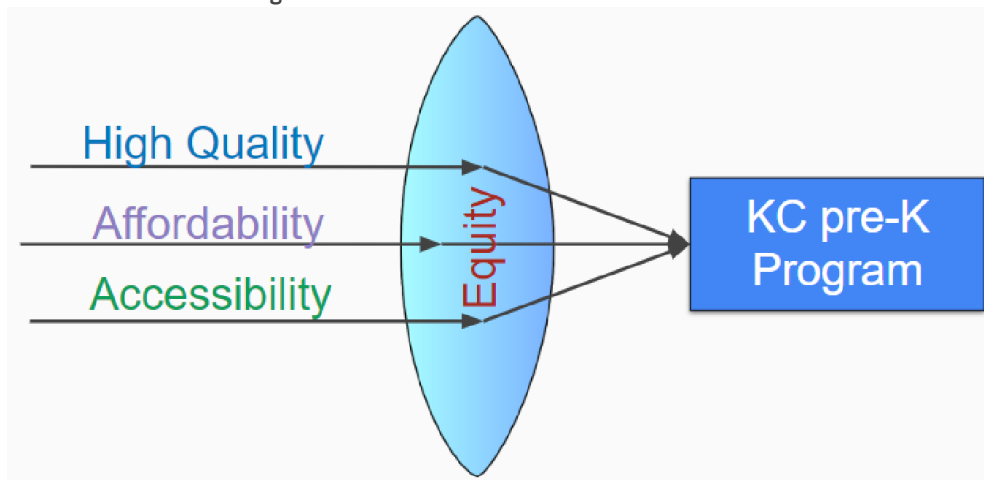 High Quality
Affordability
Accessibility
Equity
KC pre-K
Program